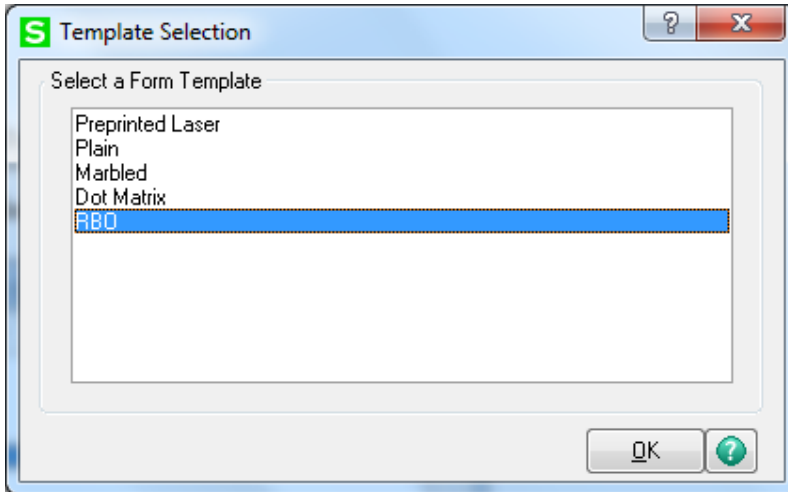 S Template Selection
Select a Form Template
Preprinted Laser
Plain
Marbled
Dot Matrix
RBO
OK